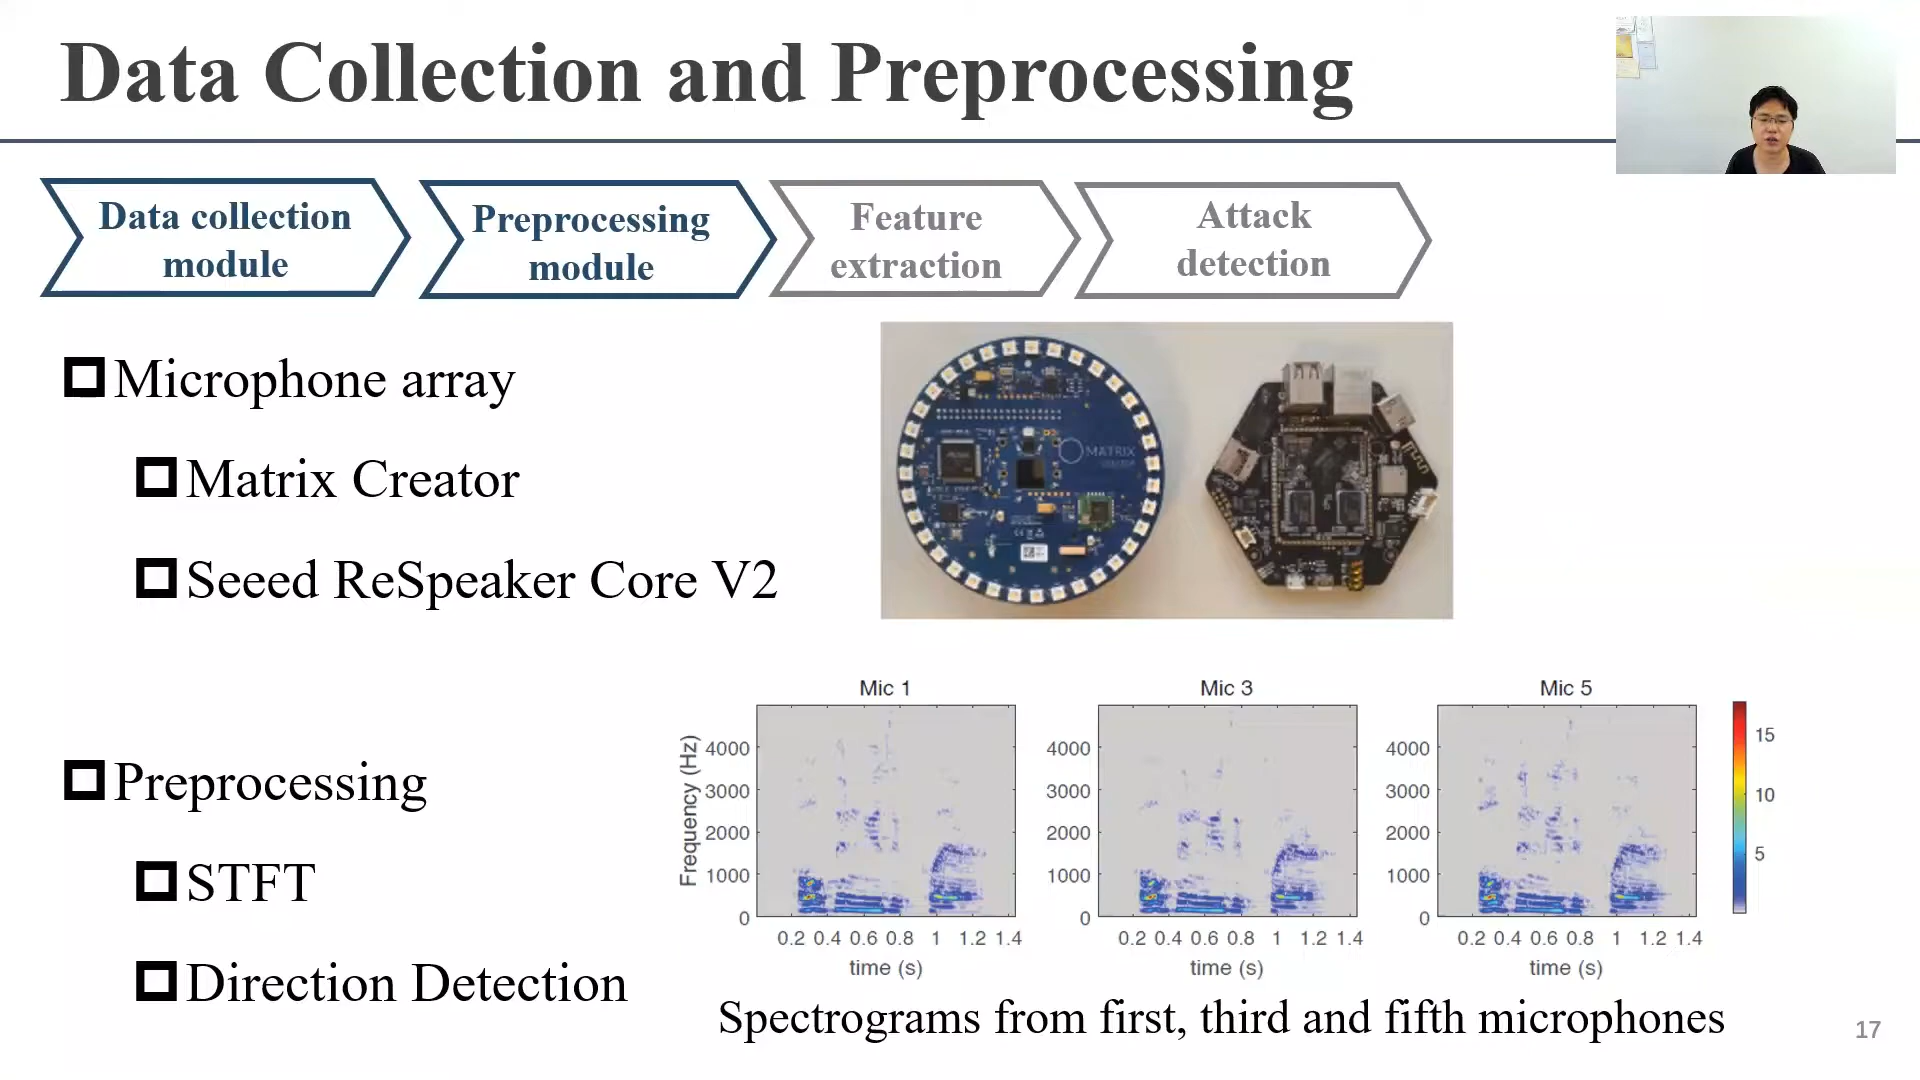 Data Collection and Preprocessing
Data collection
module
Preprocessing
module
Feature
extraction
Attack
detection
Microphone array
Matrix Creator
Seeed ReSpeaker Core V2
MATRIX
Preprocessing
STFT
Direction Detection
Mic 1
Mic 3
Mic 5
Frequency (Hz)
4000
3000
2000
1000
0
0.2 0.4 0.6 0.8 1 1.2 1.4
time (s)
4000
3000
2000
1000
0
0.2 0.4 0.6 0.8 1 1.2 1.4
time (s)
4000
3000
2000
1000
0
0.2 0.4 0.6 0.8 1 1.2 1.4
time (s)
15
10
5
Spectrograms from first, third and fifth microphones
17